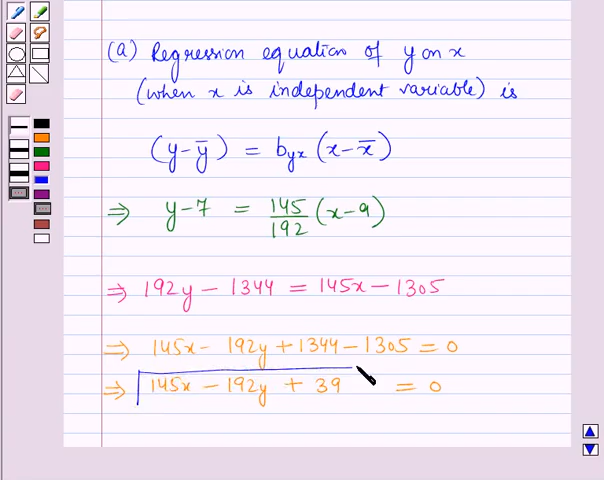 (a) Regression equation of y on x
(when x is independent variable) is
(y-ȳ) = byx (x-x̄)
⇒ y-7 = 145/192 (x-9)
⇒ 192y - 1344 = 145x - 1305
⇒ 145x - 192y + 1344 - 1305 = 0
⇒ 145x - 192y + 39 = 0